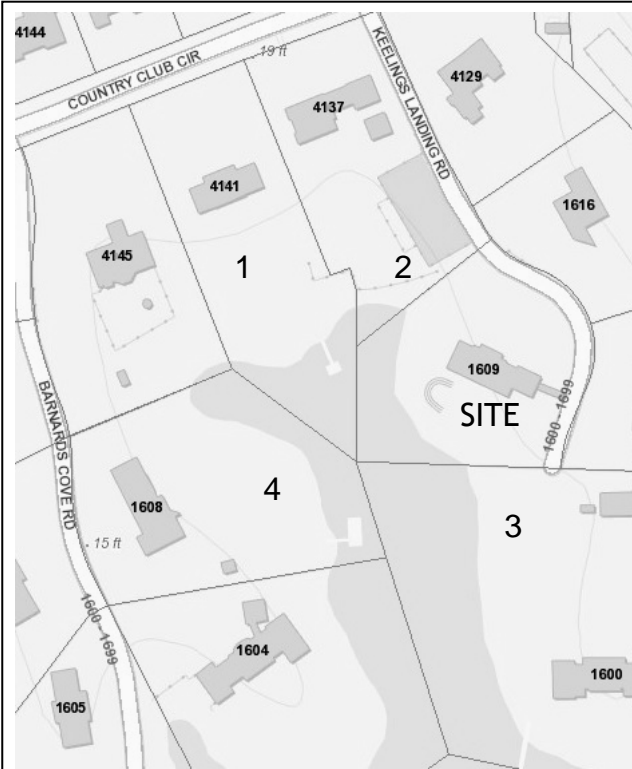 4144
COUNTRY CLUB CIR
19 ft
KEELINGS LANDING RD
4137
4129
4141
1616
4145
1
2
1609
SITE
1600 - 1699
BARNARDS COVE RD
4
1608
3
15 ft
1600 - 1699
1604
1600
1605